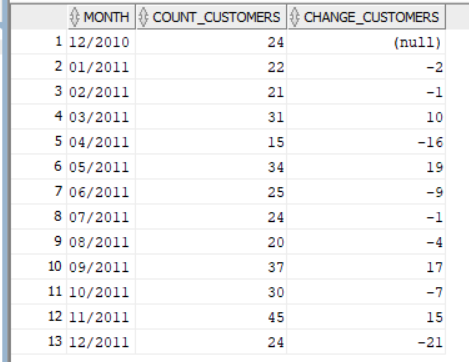 MONTH COUNT_CUSTOMERS CHANGE_CUSTOMERS
1 12/2010 24 (null)
2 01/2011 22 -2
3 02/2011 21 -1
4 03/2011 31 10
5 04/2011 15 -16
6 05/2011 34 19
7 06/2011 25 -9
8 07/2011 24 -1
9 08/2011 20 -4
10 09/2011 37 17
11 10/2011 30 -7
12 11/2011 45 15
13 12/2011 24 -21